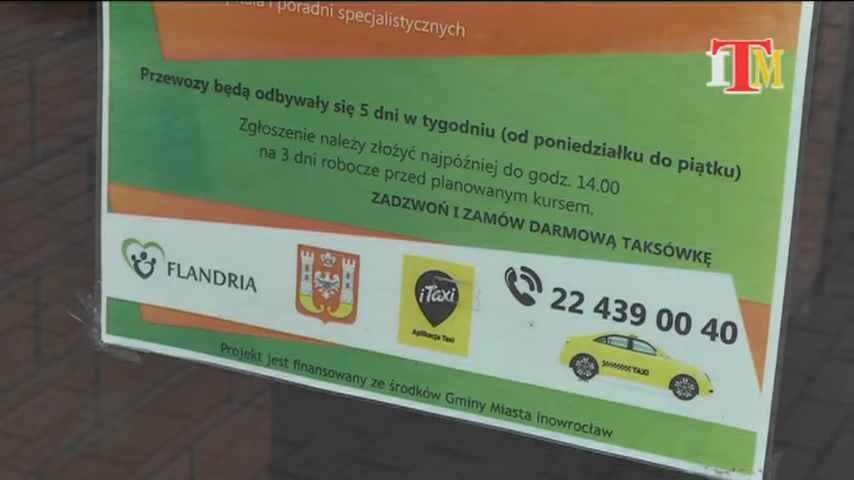 i poradni specjalistycznych
ITM
Przewozy będą odbywały się 5 dni w tygodniu (od poniedziałku do piątku)
Zgłoszenie należy złożyć najpóźniej do godz. 14.00
na 3 dni robocze przed planowanym kursem.
ZADZWOŃ I ZAMÓW DARMOWĄ TAKSÓWKĘ
FLANDRIA
iTaxi
Aplikacja Taxi
22 439 00 40
TAXI
Projekt jest finansowany ze środków Gminy Miasta Inowrocław